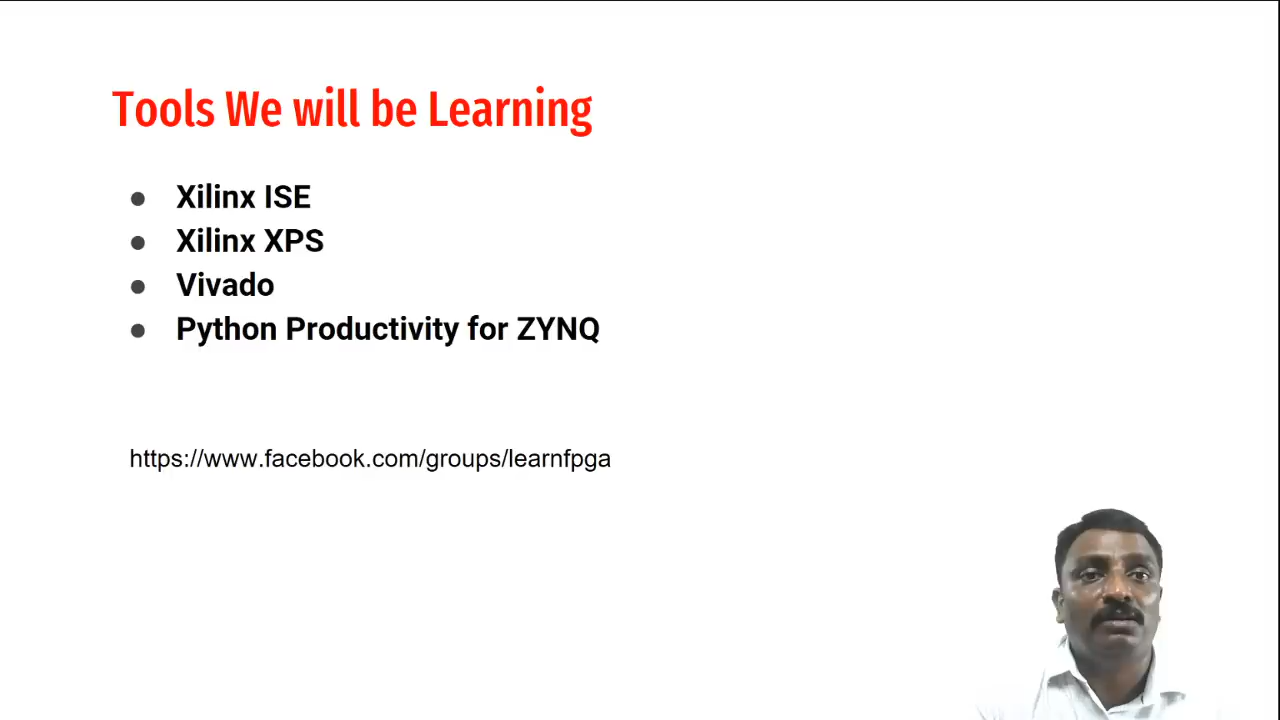 Tools We will be Learning
● Xilinx ISE
● Xilinx XPS
● Vivado
● Python Productivity for ZYNQ
https://www.facebook.com/groups/learnfpga